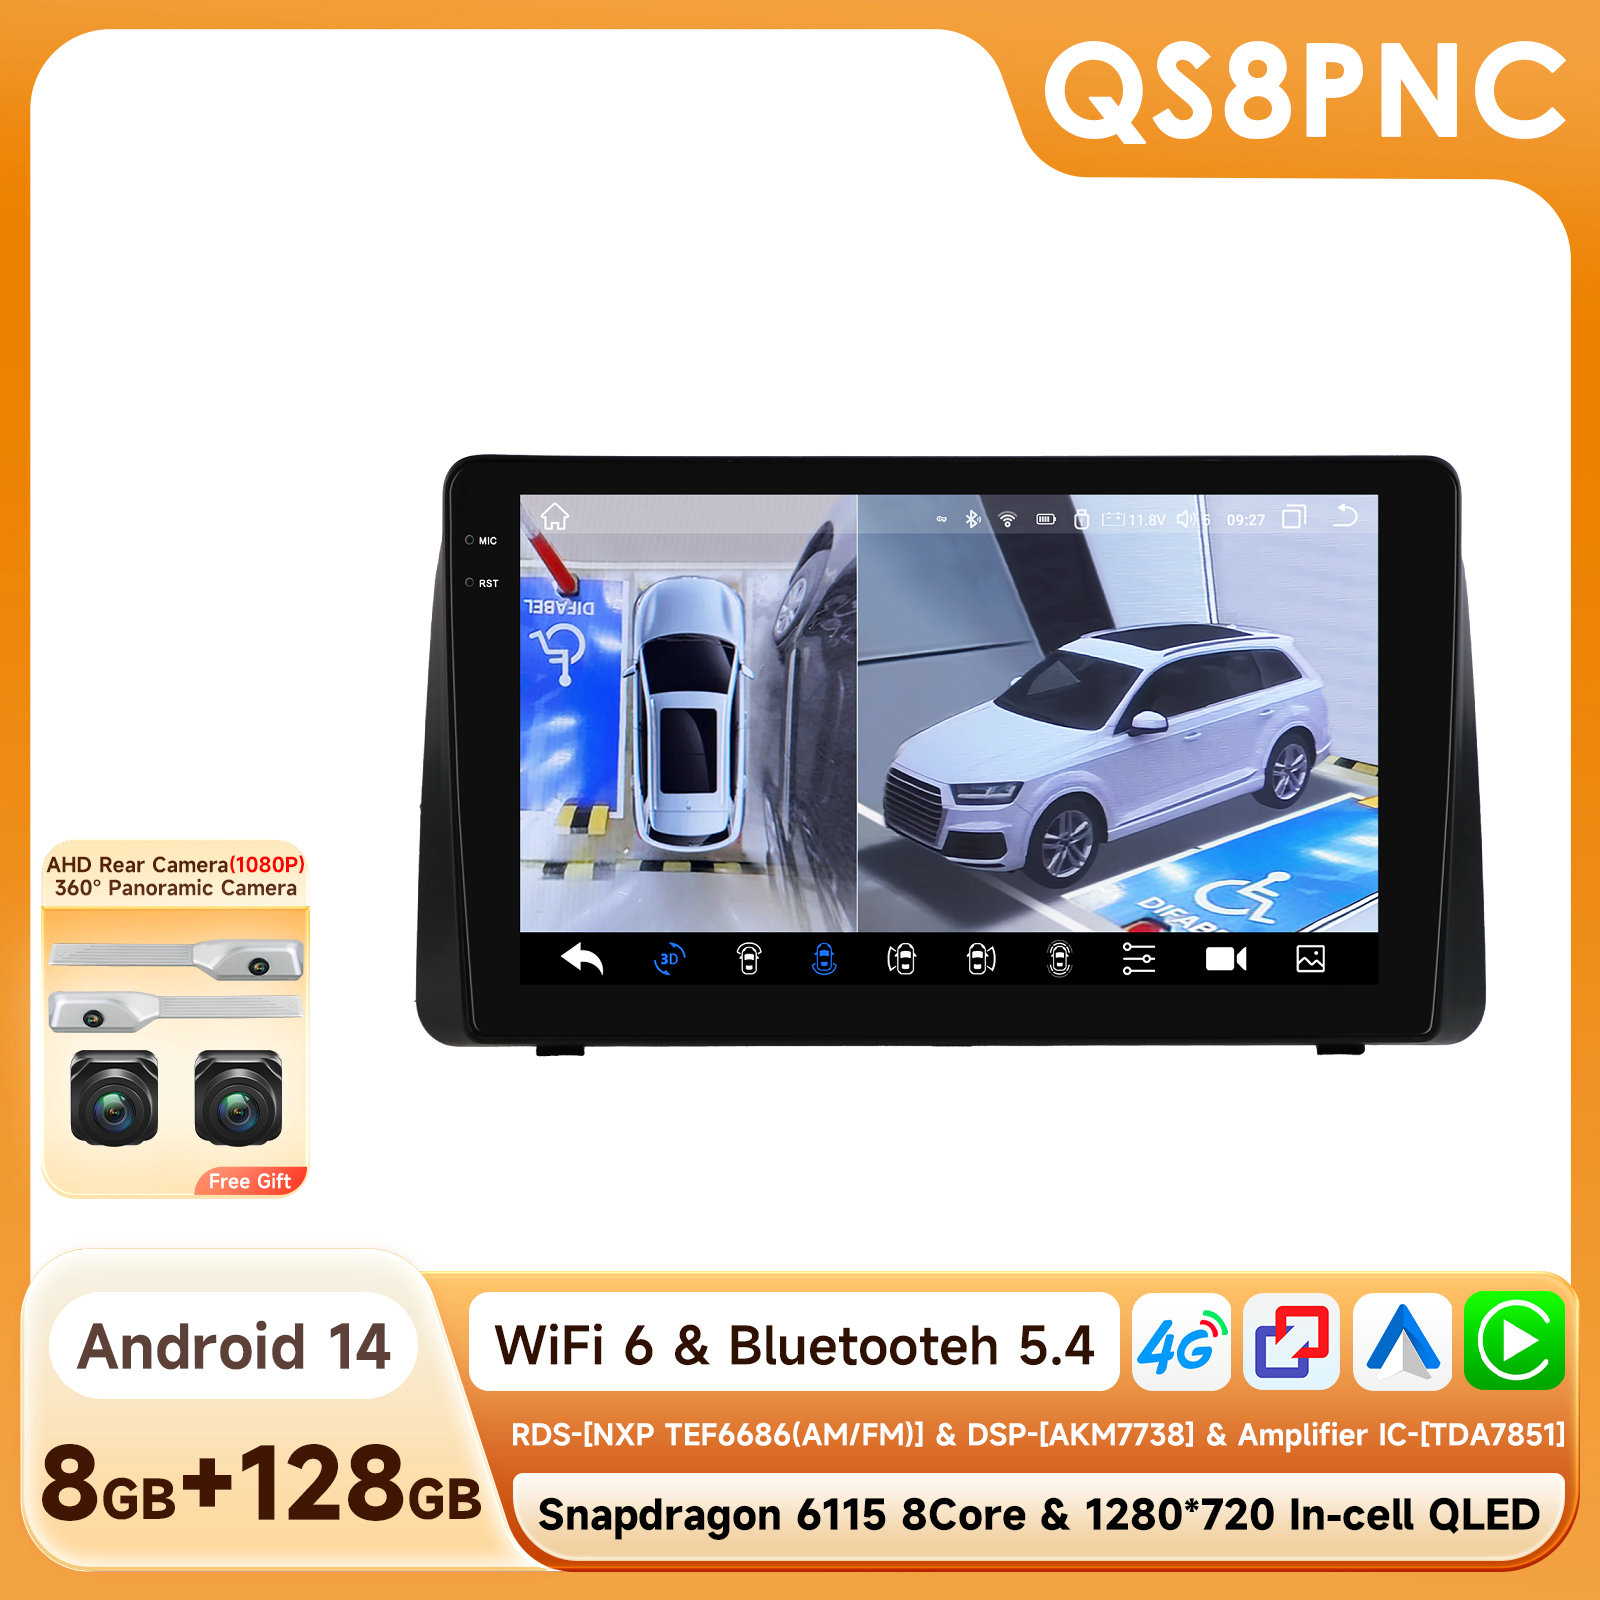 QS8PNC
11.8V
5
09:27
MIC
RST
DIFABEL
DIFABE
3D
AHD Rear Camera(1080P)
360° Panoramic Camera
Free Gift
Android 14
8GB+128GB
WiFi 6 & Bluetooteh 5.4
4G
RDS-[NXP TEF6686(AM/FM)] & DSP-[AKM7738] & Amplifier IC-[TDA7851]
Snapdragon 6115 8Core & 1280*720 In-cell QLED